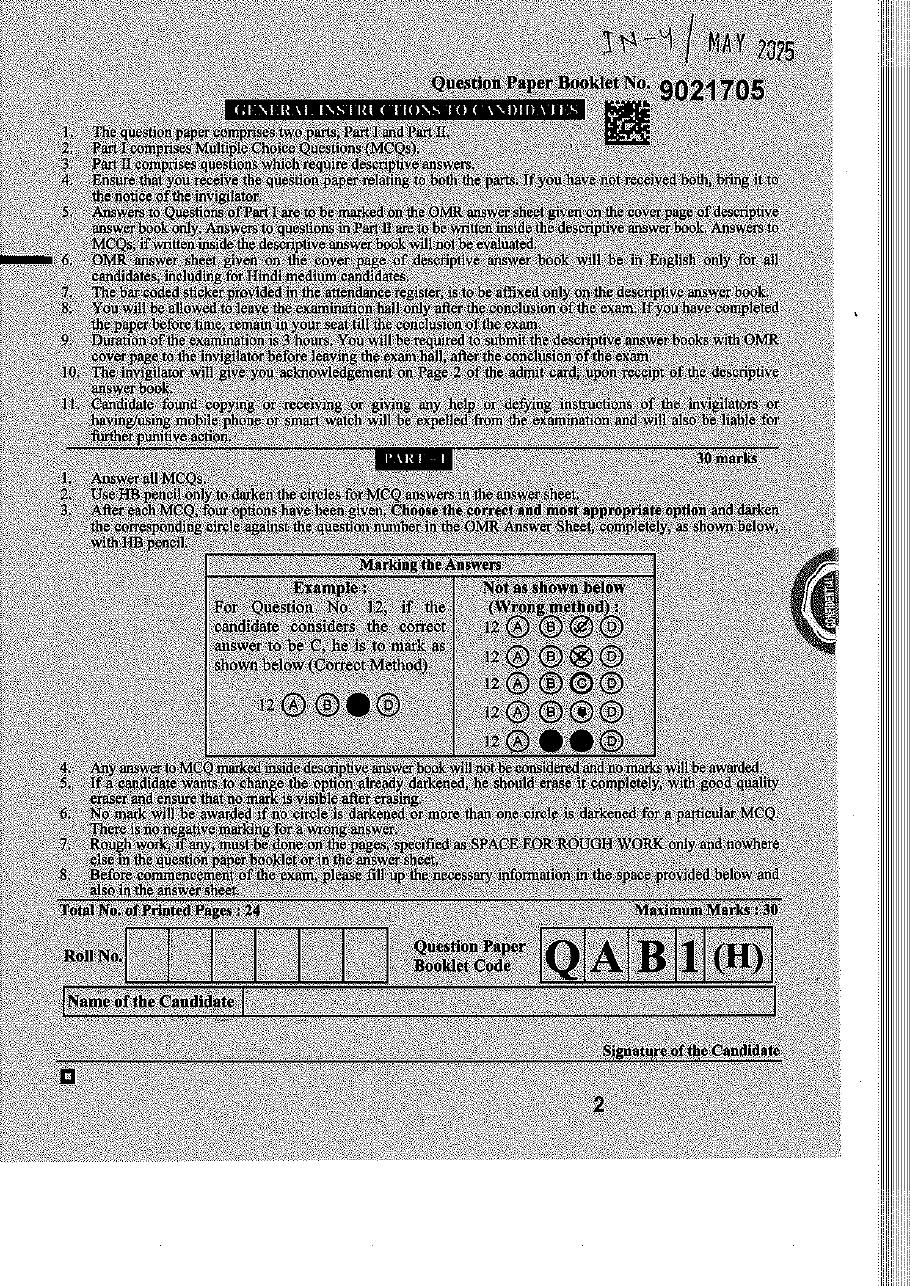 IN-4 / MAY 2025
Question Paper Booklet No. 9021705
GENERAL INSTRUCTIONS TO CANDIDATES
1. The question paper comprises two parts, Part I and Part II.
2. Part I comprises Multiple Choice Questions (MCQs).
3. Part II comprises questions which require descriptive answers.
4. Ensure that you receive the question paper relating to both the parts. If you have not received both, bring it to
the notice of the invigilator.
5. Answers to Questions of Part I are to be marked on the OMR answer sheet given on the cover page of descriptive
answer book only. Answers to questions in Part II are to be written inside the descriptive answer book. Answers to
MCQs, if written inside the descriptive answer book will not be evaluated.
6. OMR answer sheet given on the cover page of descriptive answer book will be in English only for all
candidates, including for Hindi medium candidates.
7. The bar coded sticker provided in the attendance register, is to be affixed only on the descriptive answer book.
8. You will be allowed to leave the examination hall only after the conclusion of the exam. If you have completed
the paper before time, remain in your seat till the conclusion of the exam.
9. Duration of the examination is 3 hours. You will be required to submit the descriptive answer books with OMR
cover page to the invigilator before leaving the exam hall, after the conclusion of the exam.
10. The invigilator will give you acknowledgement on Page 2 of the admit card, upon receipt of the descriptive
answer book.
11. Candidate found copying or receiving or giving any help or defying instructions of the invigilators or
having/using mobile phone or smart watch will be expelled from the examination and will also be liable for
further punitive action.
PART – I 30 marks
1. Answer all MCQs.
2. Use HB pencil only to darken the circles for MCQ answers in the answer sheet.
3. After each MCQ, four options have been given. Choose the correct and most appropriate option and darken
the corresponding circle against the question number in the OMR Answer Sheet, completely, as shown below,
with HB pencil.
Marking the Answers
Example :
For Question No. 12, if the
candidate considers the correct
answer to be C, he is to mark as
shown below (Correct Method)
12 A B D
Not as shown below
(Wrong method) :
12 A B C D
12 A B C D
12 A B C D
12 A B D
12 A D
4. Any answer to MCQ marked inside descriptive answer book will not be considered and no marks will be awarded.
5. If a candidate wants to change the option already darkened, he should erase it completely, with good quality
eraser and ensure that no mark is visible after erasing.
6. No mark will be awarded if no circle is darkened or more than one circle is darkened for a particular MCQ.
There is no negative marking for a wrong answer.
7. Rough work, if any, must be done on the pages, specified as SPACE FOR ROUGH WORK only and nowhere
else in the question paper booklet or in the answer sheet.
8. Before commencement of the exam, please fill up the necessary information in the space provided below and
also in the answer sheet.
Total No. of Printed Pages : 24 Maximum Marks : 30
Roll No. Question Paper
Booklet Code QAB1(H)
Name of the Candidate
Signature of the Candidate
2